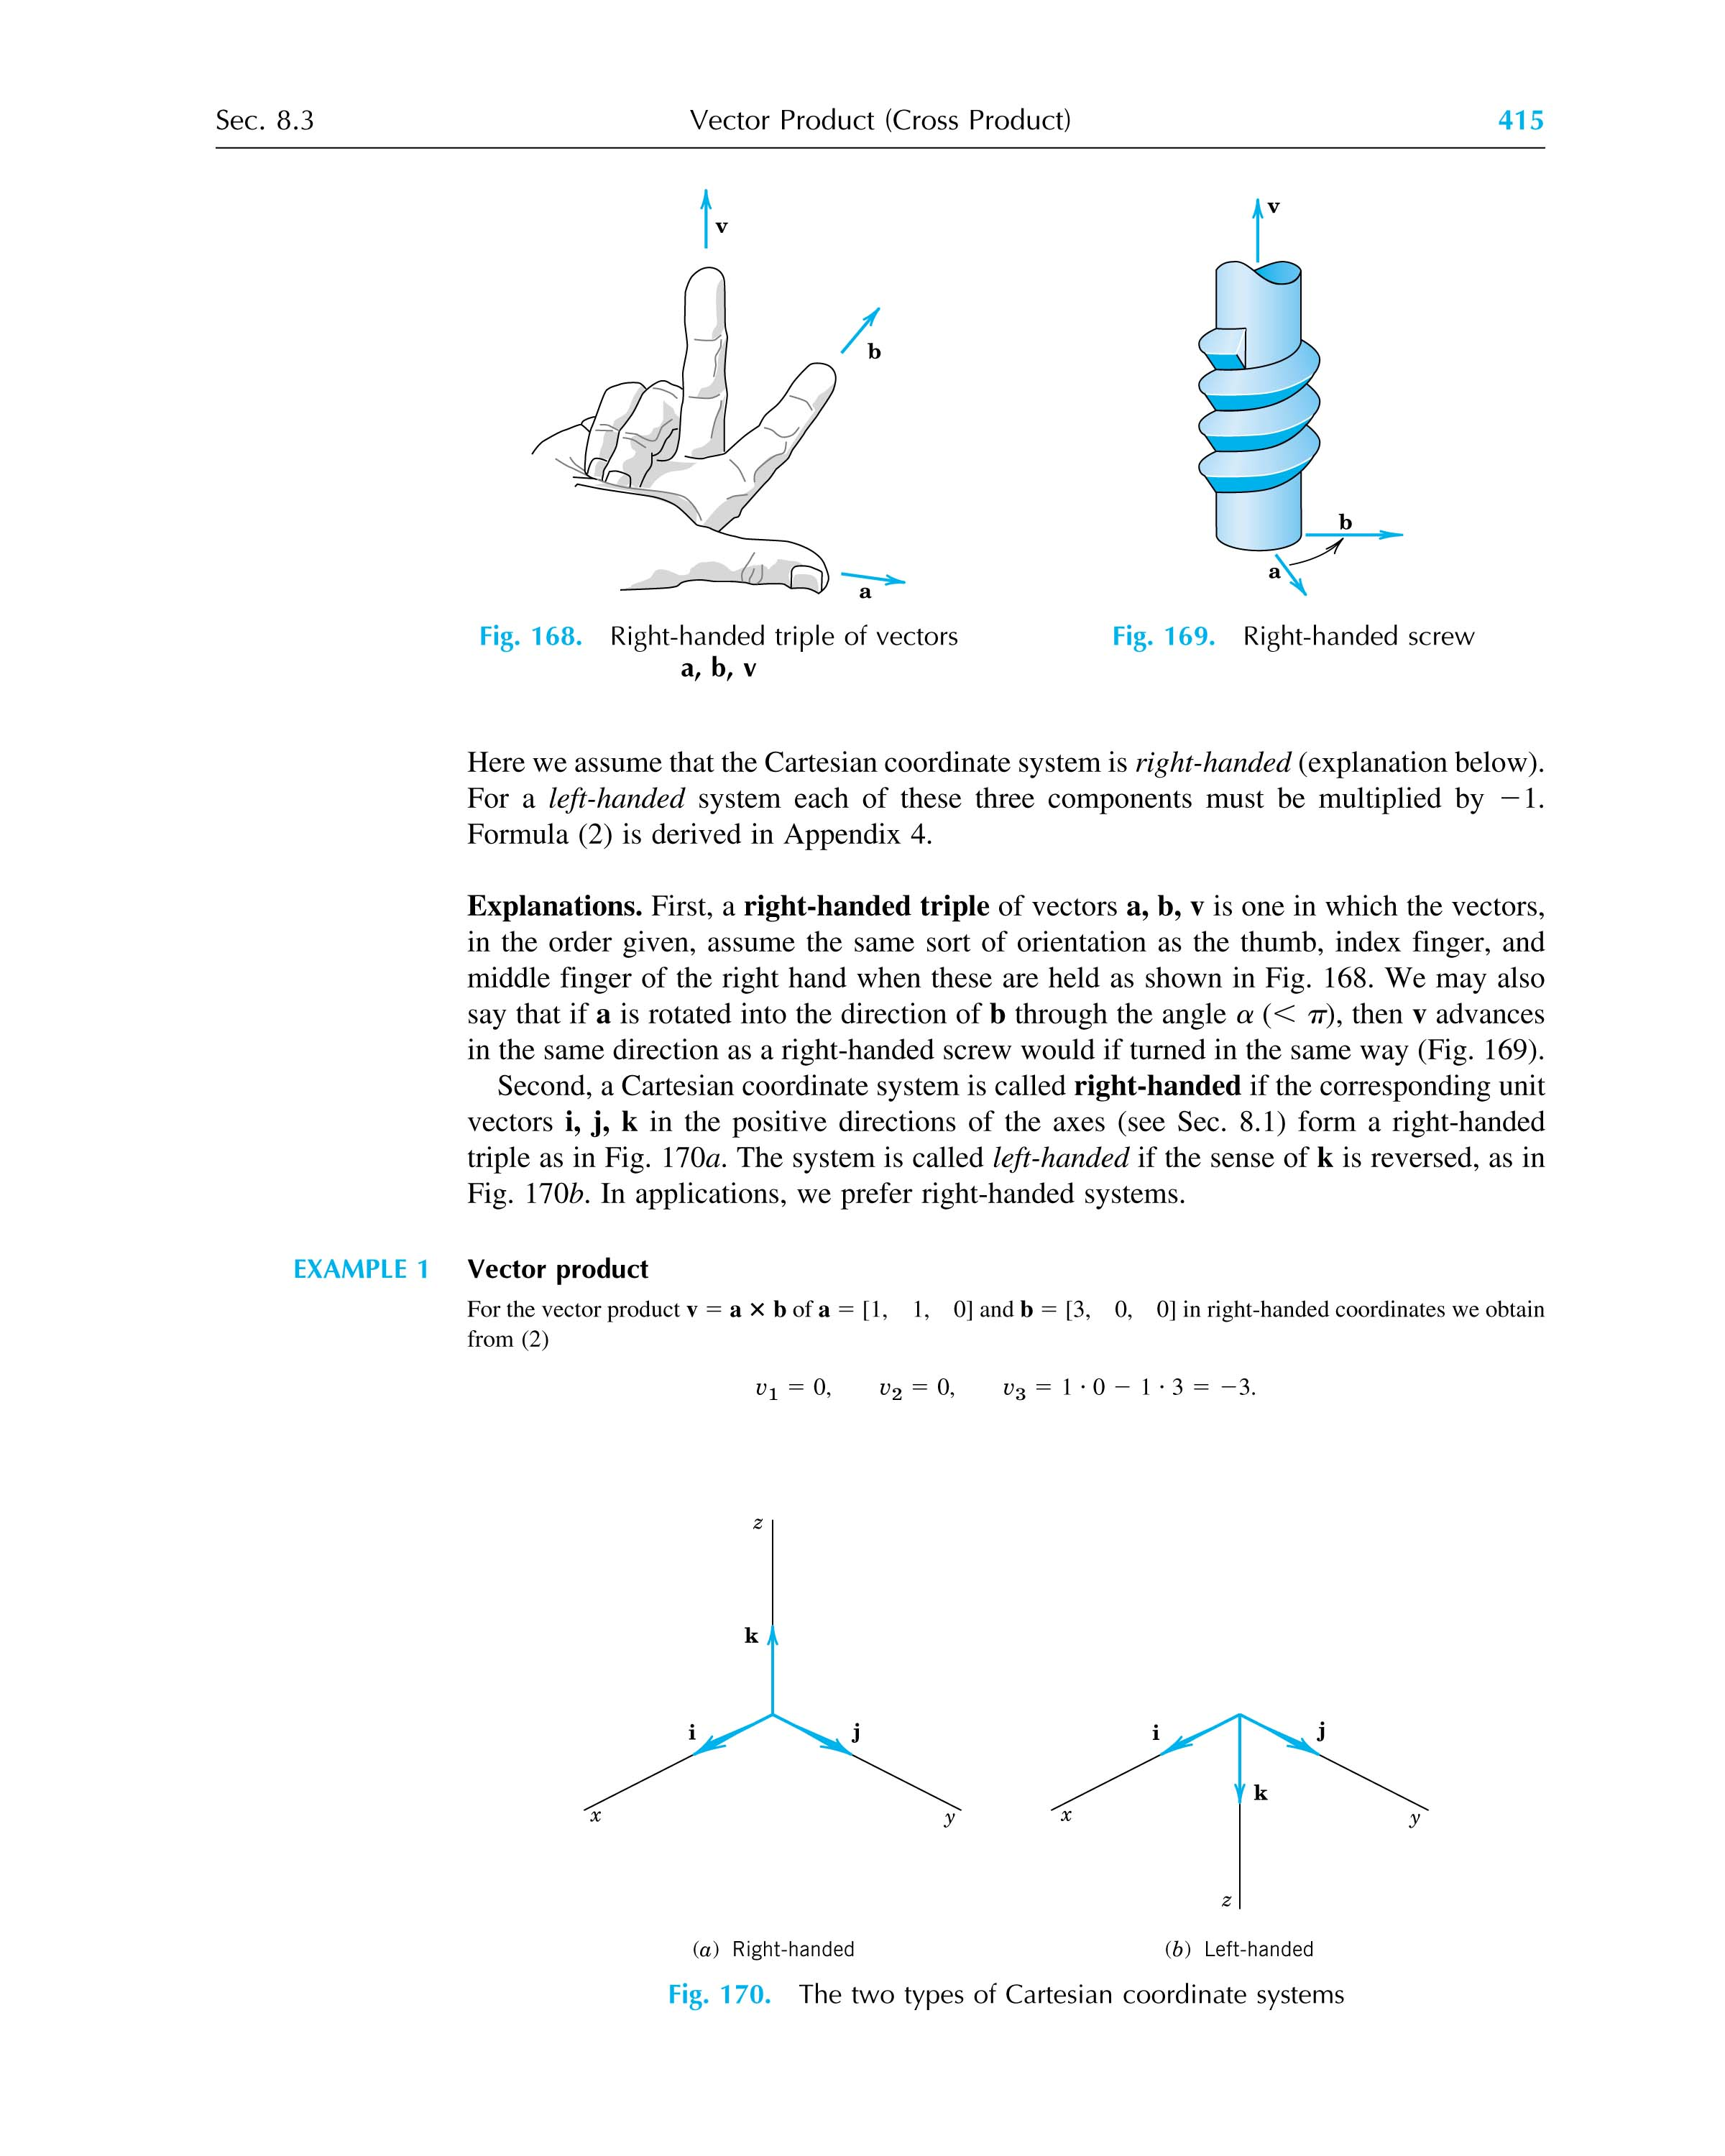 Sec. 8.3 Vector Product (Cross Product) 415
v
b
a
Fig. 168. Right-handed triple of vectors
a, b, v
v
b
a
Fig. 169. Right-handed screw
Here we assume that the Cartesian coordinate system is right-handed (explanation below).
For a left-handed system each of these three components must be multiplied by −1.
Formula (2) is derived in Appendix 4.
Explanations. First, a right-handed triple of vectors a, b, v is one in which the vectors,
in the order given, assume the same sort of orientation as the thumb, index finger, and
middle finger of the right hand when these are held as shown in Fig. 168. We may also
say that if a is rotated into the direction of b through the angle α (< π), then v advances
in the same direction as a right-handed screw would if turned in the same way (Fig. 169).
Second, a Cartesian coordinate system is called right-handed if the corresponding unit
vectors i, j, k in the positive directions of the axes (see Sec. 8.1) form a right-handed
triple as in Fig. 170a. The system is called left-handed if the sense of k is reversed, as in
Fig. 170b. In applications, we prefer right-handed systems.
EXAMPLE 1 Vector product
For the vector product v = a × b of a = [1, 1, 0] and b = [3, 0, 0] in right-handed coordinates we obtain
from (2)
v₁ = 0, v₂ = 0, v₃ = 1 · 0 − 1 · 3 = −3.
z
k
i
j
x
y
(a) Right-handed
i
j
k
x
y
z
(b) Left-handed
Fig. 170. The two types of Cartesian coordinate systems